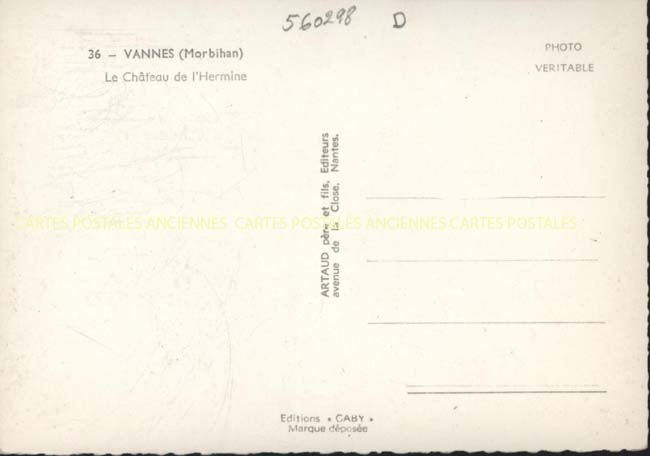 560298 D
36 — VANNES (Morbihan)
Le Château de l'Hermine
PHOTO
VERITABLE
ARTAUD père et fils, Editeurs
avenue de la Close, Nantes.
CARTES POSTALES ANCIENNES CARTES POSTALES ANCIENNES CARTES POSTALES
Editions « GABY »
Marque déposée